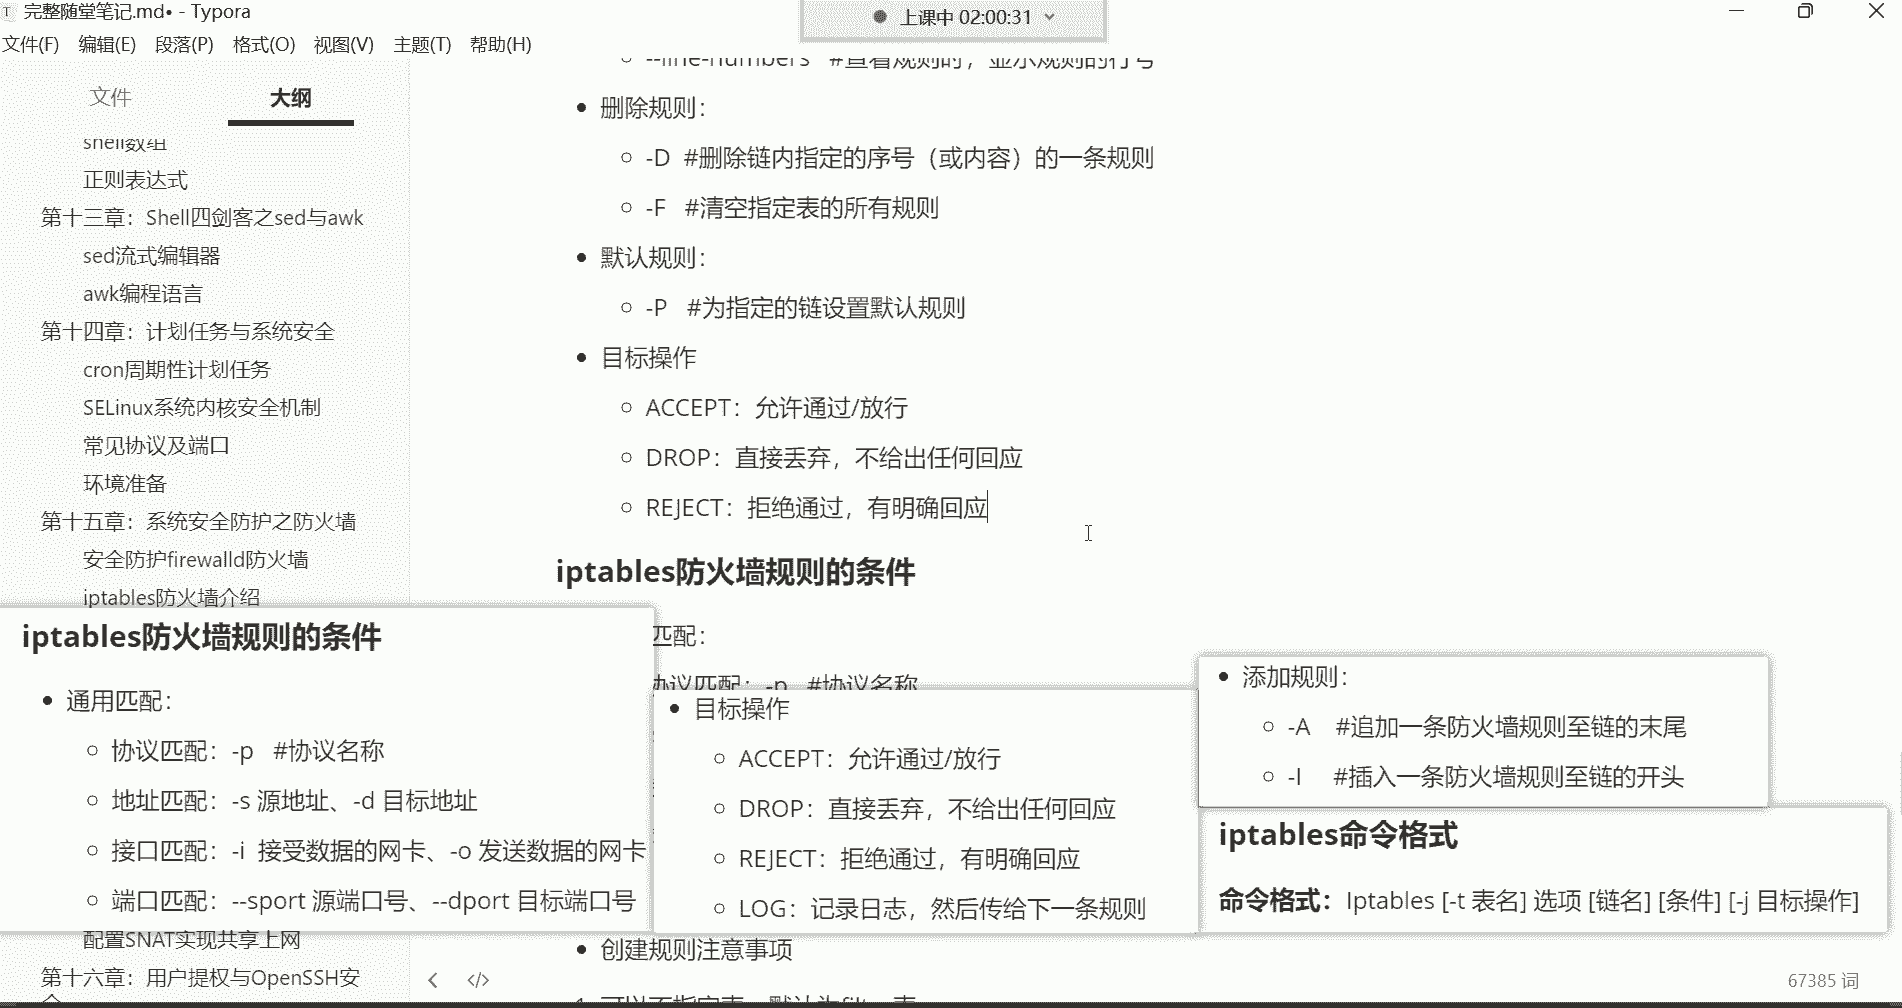 完整随堂笔记.md• - Typora
上课中 02:00:31
文件(F) 编辑(E) 段落(P) 格式(O) 视图(V) 主题(T) 帮助(H)
文件 大纲
shell数组
正则表达式
第十三章：Shell四剑客之sed与awk
sed流式编辑器
awk编程语言
第十四章：计划任务与系统安全
cron周期性计划任务
SELinux系统内核安全机制
常见协议及端口
环境准备
第十五章：系统安全防护之防火墙
安全防护firewalld防火墙
iptables防火墙介绍
--line-numbers #查看规则时，显示规则的行号
删除规则：
-D #删除链内指定的序号（或内容）的一条规则
-F #清空指定表的所有规则
默认规则：
-P #为指定的链设置默认规则
目标操作
ACCEPT：允许通过/放行
DROP：直接丢弃，不给出任何回应
REJECT：拒绝通过，有明确回应
iptables防火墙规则的条件
匹配：
协议匹配：-p #协议名称
iptables防火墙规则的条件
通用匹配：
协议匹配：-p #协议名称
地址匹配：-s 源地址、-d 目标地址
接口匹配：-i 接受数据的网卡、-o 发送数据的网卡
端口匹配：--sport 源端口号、--dport 目标端口号
目标操作
ACCEPT：允许通过/放行
DROP：直接丢弃，不给出任何回应
REJECT：拒绝通过，有明确回应
LOG：记录日志，然后传给下一条规则
添加规则：
-A #追加一条防火墙规则至链的末尾
-I #插入一条防火墙规则至链的开头
iptables命令格式
命令格式：Iptables [-t 表名] 选项 [链名] [条件] [-j 目标操作]
配置SNAT实现共享上网
第十六章：用户提权与OpenSSH安
创建规则注意事项
67385 词